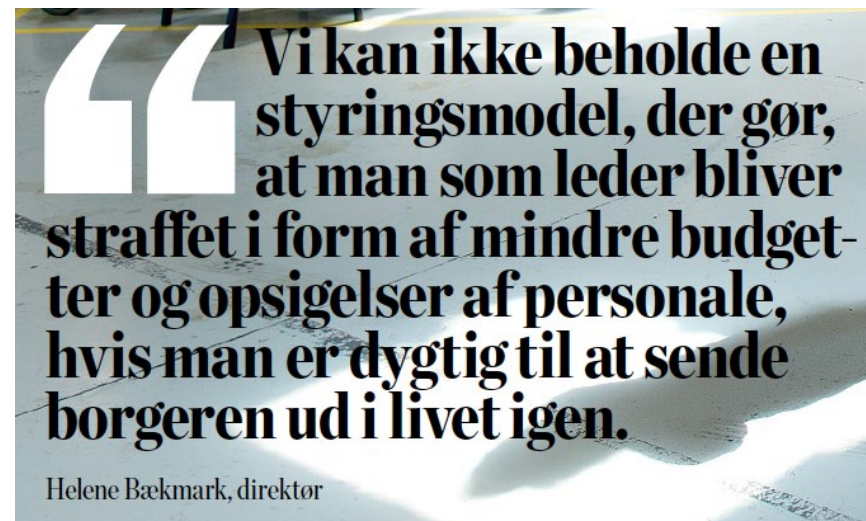 “Vi kan ikke beholde en
styringsmodel, der gør,
at man som leder bliver
straffet i form af mindre budget-
ter og opsigelser af personale,
hvis man er dygtig til at sende
borgeren ud i livet igen.
Helene Bækmark, direktør